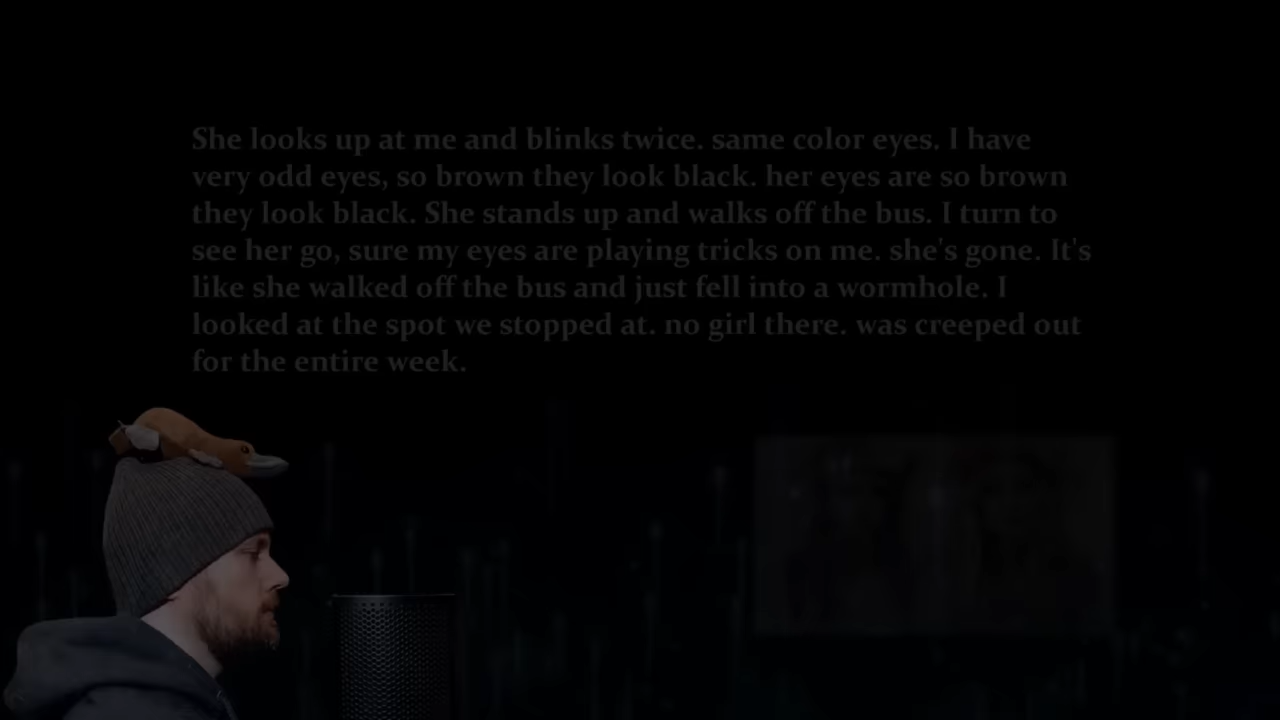 She looks up at me and blinks twice. same color eyes. I have
very odd eyes, so brown they look black. her eyes are so brown
they look black. She stands up and walks off the bus. I turn to
see her go, sure my eyes are playing tricks on me. she's gone. It's
like she walked off the bus and just fell into a wormhole. I
looked at the spot we stopped at. no girl there. was creeped out
for the entire week.